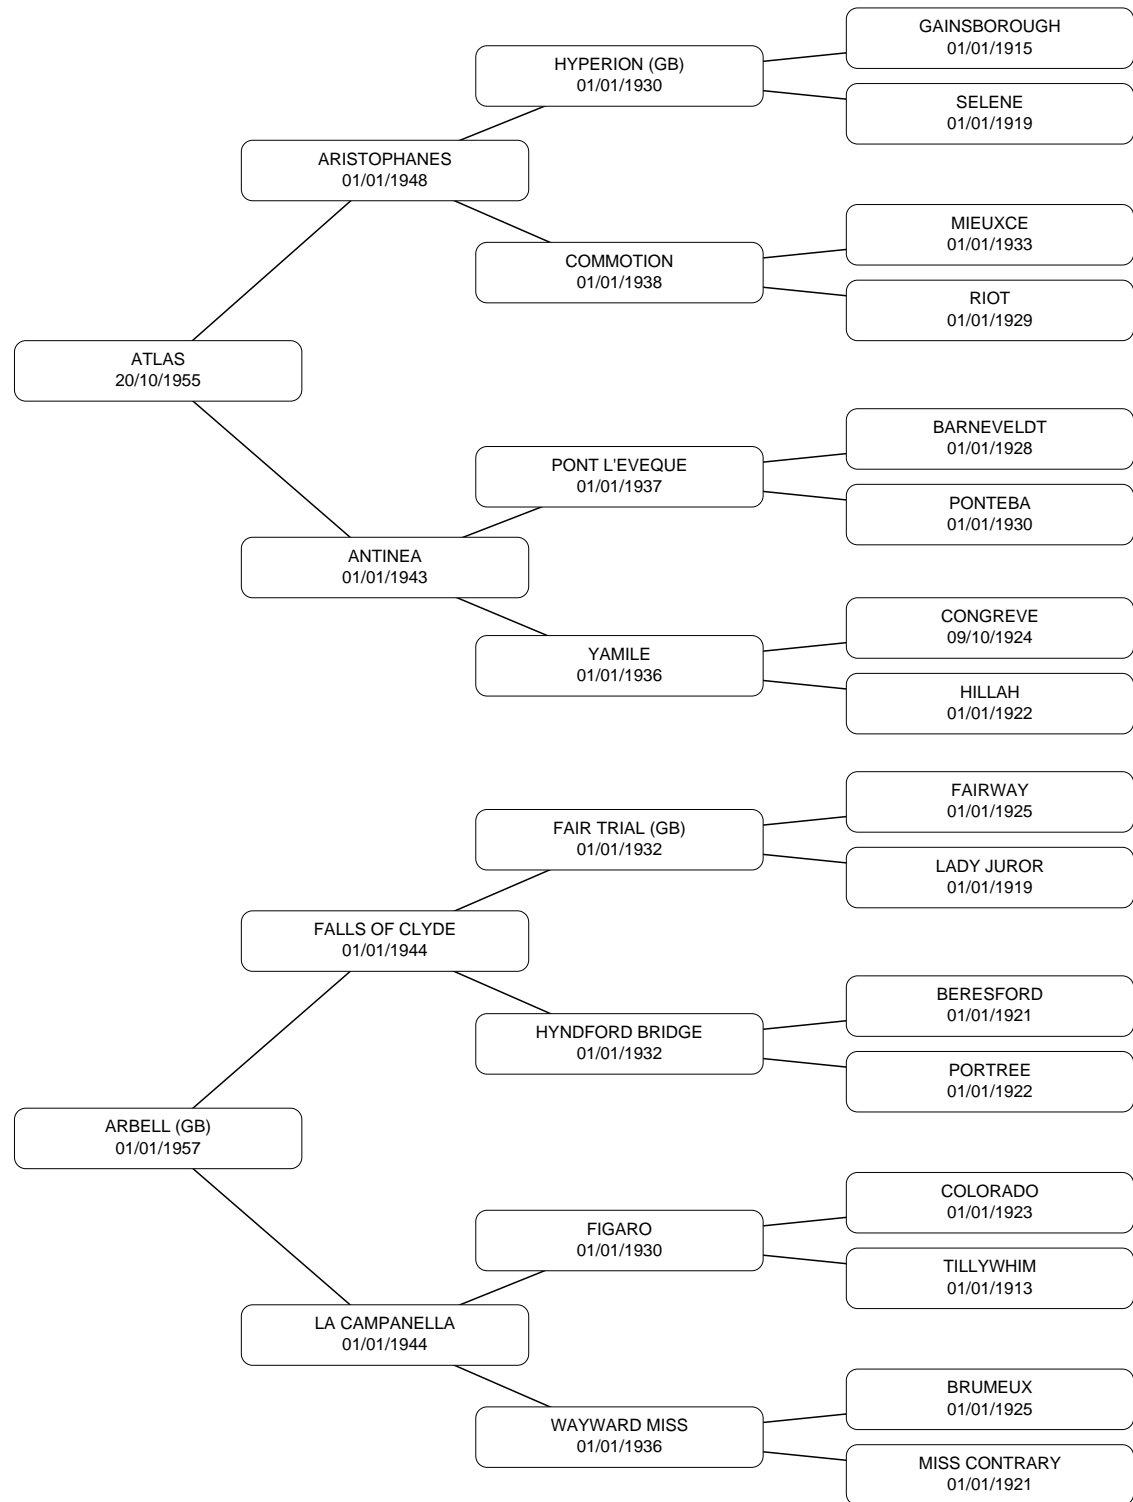 GAINSBOROUGH
01/01/1915
HYPERION (GB)
01/01/1930
SELENE
01/01/1919
ARISTOPHANES
01/01/1948
MIEUXCE
01/01/1933
COMMOTION
01/01/1938
RIOT
01/01/1929
ATLAS
20/10/1955
BARNEVELDT
01/01/1928
PONT L'EVEQUE
01/01/1937
PONTEBA
01/01/1930
ANTINEA
01/01/1943
CONGREVE
09/10/1924
YAMILE
01/01/1936
HILLAH
01/01/1922
FAIRWAY
01/01/1925
FAIR TRIAL (GB)
01/01/1932
LADY JUROR
01/01/1919
FALLS OF CLYDE
01/01/1944
BERESFORD
01/01/1921
HYNDFORD BRIDGE
01/01/1932
PORTREE
01/01/1922
ARBELL (GB)
01/01/1957
COLORADO
01/01/1923
FIGARO
01/01/1930
TILLYWHIM
01/01/1913
LA CAMPANELLA
01/01/1944
BRUMEUX
01/01/1925
WAYWARD MISS
01/01/1936
MISS CONTRARY
01/01/1921